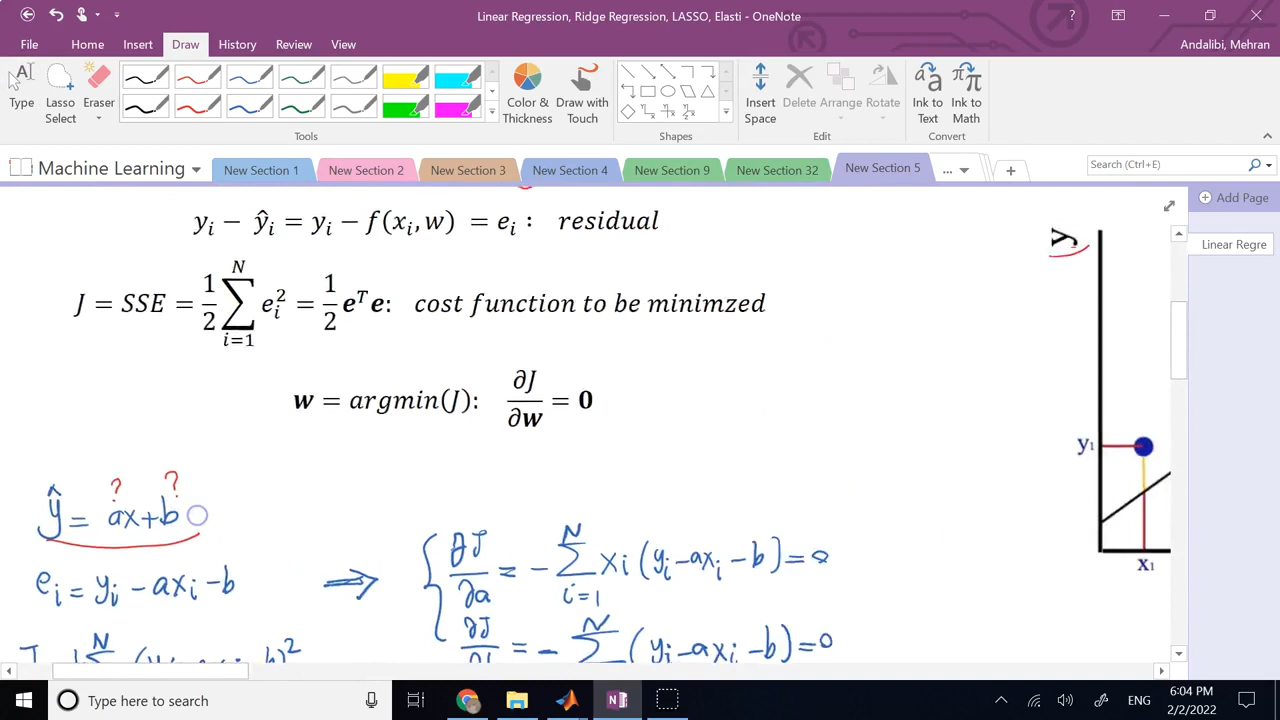 Linear Regression, Ridge Regression, LASSO, Elasti - OneNote
?
Andalibi, Mehran
File Home Insert Draw History Review View
Type
Lasso Select
Eraser
Color & Thickness
Draw with Touch
Insert Space
Delete Arrange Rotate
Ink to Text
Ink to Math
Tools Shapes Edit Convert
Machine Learning
New Section 1 New Section 2 New Section 3 New Section 4 New Section 9 New Section 32 New Section 5 ...
Search (Ctrl+E)
Add Page
Linear Regre
yᵢ − ŷᵢ = yᵢ − f(xᵢ, w) = eᵢ : residual
y
J = SSE = 1/2 ∑_{i=1}^{N} eᵢ² = 1/2 eᵀe: cost function to be minimzed
w = argmin(J): ∂J/∂w = 0
y₁
x₁
? ?
ŷ = ax+b
eᵢ = yᵢ − axᵢ − b ⇒ { ∂J/∂a = − ∑_{i=1}^{N} xᵢ (yᵢ − axᵢ − b) = 0
= − ∑^{N} (yᵢ − axᵢ − b) = 0
Type here to search
ENG
6:04 PM
2/2/2022